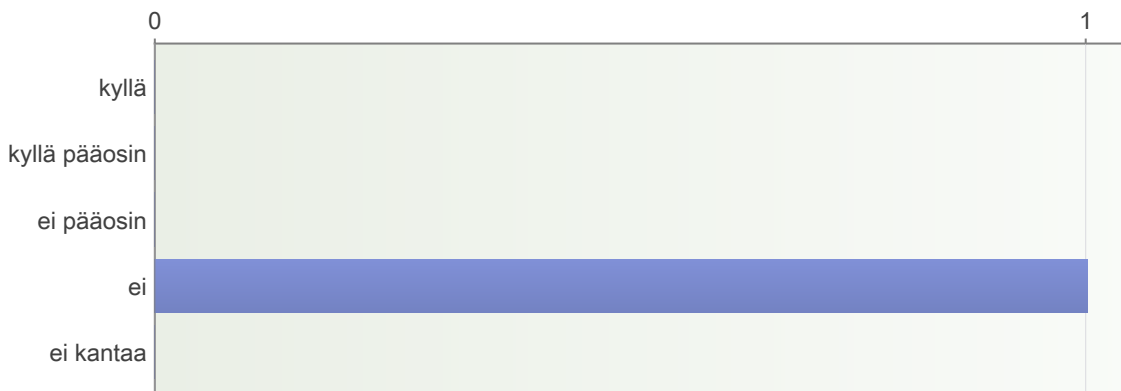 0 1
kyllä
kyllä pääosin
ei pääosin
ei
ei kantaa